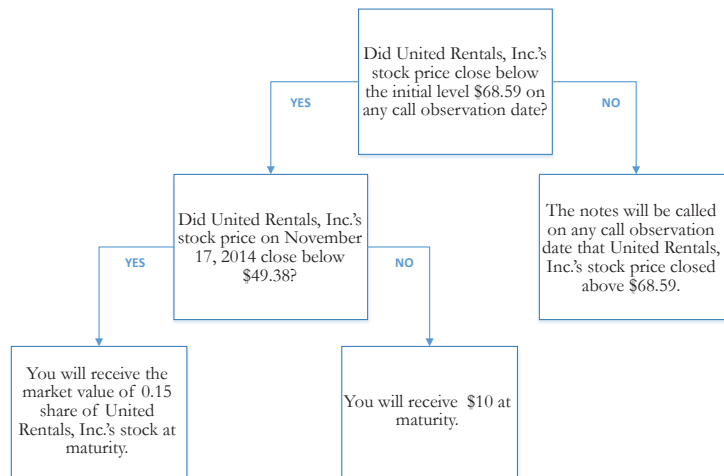 Did United Rentals, Inc.'s
stock price close below
the initial level $68.59 on
any call observation date?
YES
NO
Did United Rentals, Inc.'s
stock price on November
17, 2014 close below
$49.38?
The notes will be called
on any call observation
date that United Rentals,
Inc.'s stock price closed
above $68.59.
YES
NO
You will receive the
market value of 0.15
share of United
Rentals, Inc.'s stock at
maturity.
You will receive $10 at
maturity.